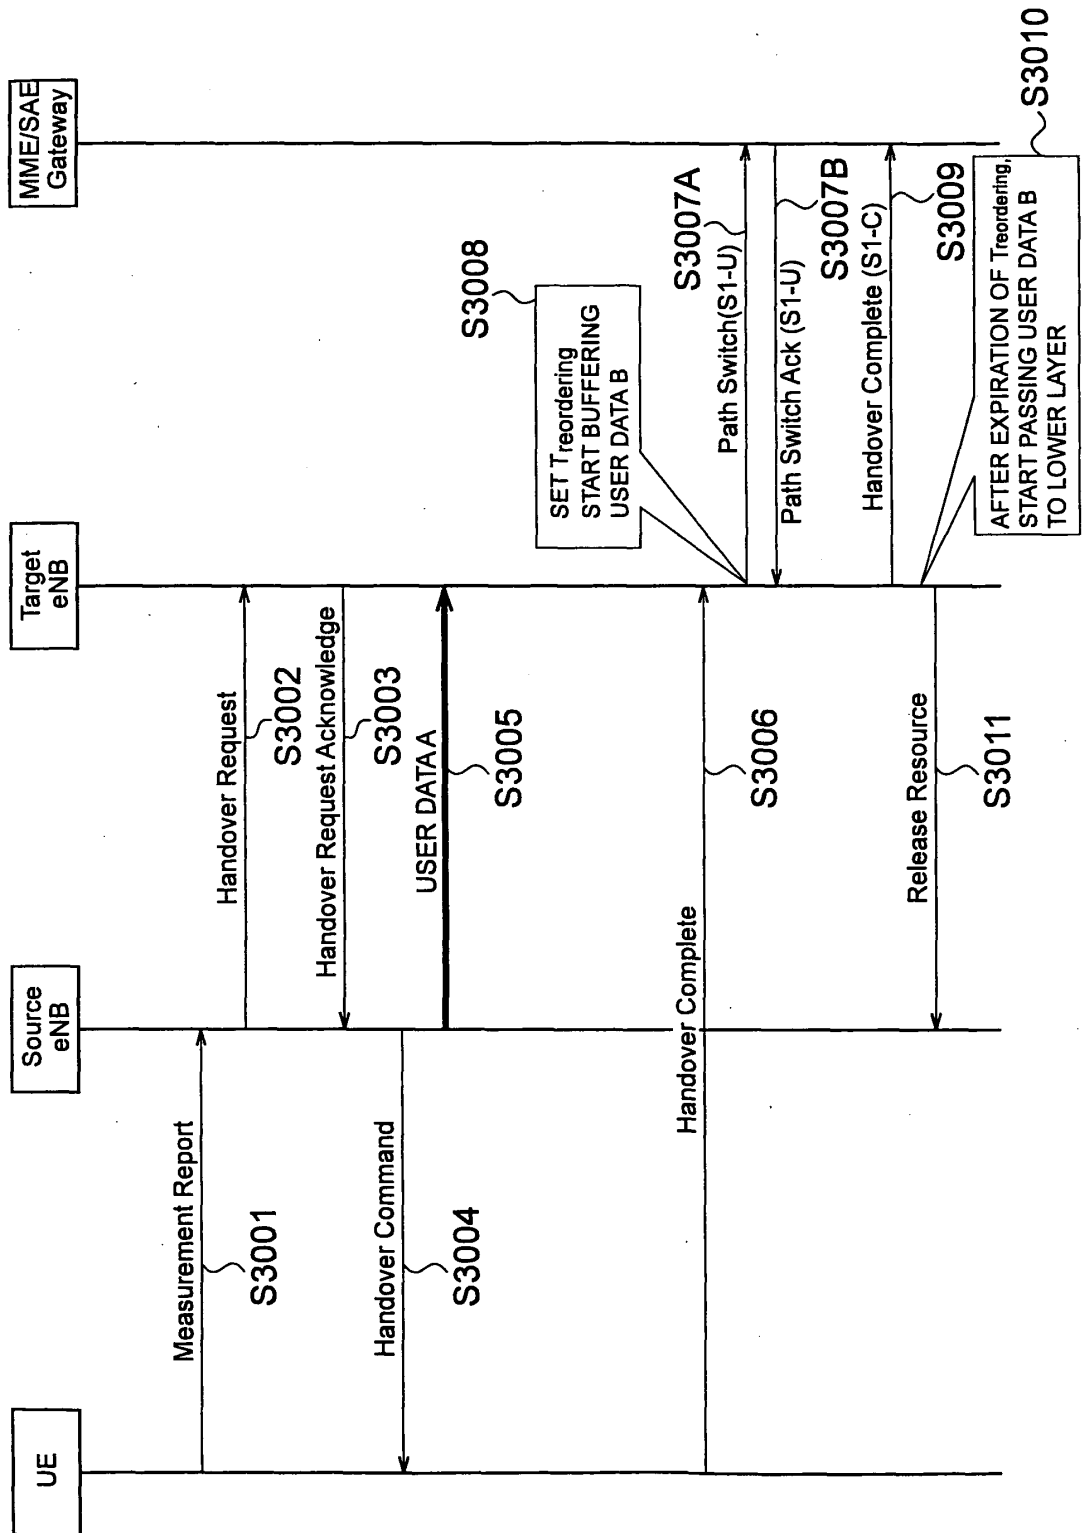 UE
Source
eNB
Target
eNB
MME/SAE
Gateway
Measurement Report
S3001
Handover Request
S3002
Handover Request Acknowledge
S3003
Handover Command
S3004
USER DATA A
S3005
Handover Complete
S3006
SET Treordering
START BUFFERING
USER DATA B
S3008
Path Switch(S1-U)
S3007A
Path Switch Ack (S1-U)
S3007B
Handover Complete (S1-C)
S3009
AFTER EXPIRATION OF Treordering,
START PASSING USER DATA B
TO LOWER LAYER
S3010
Release Resource
S3011